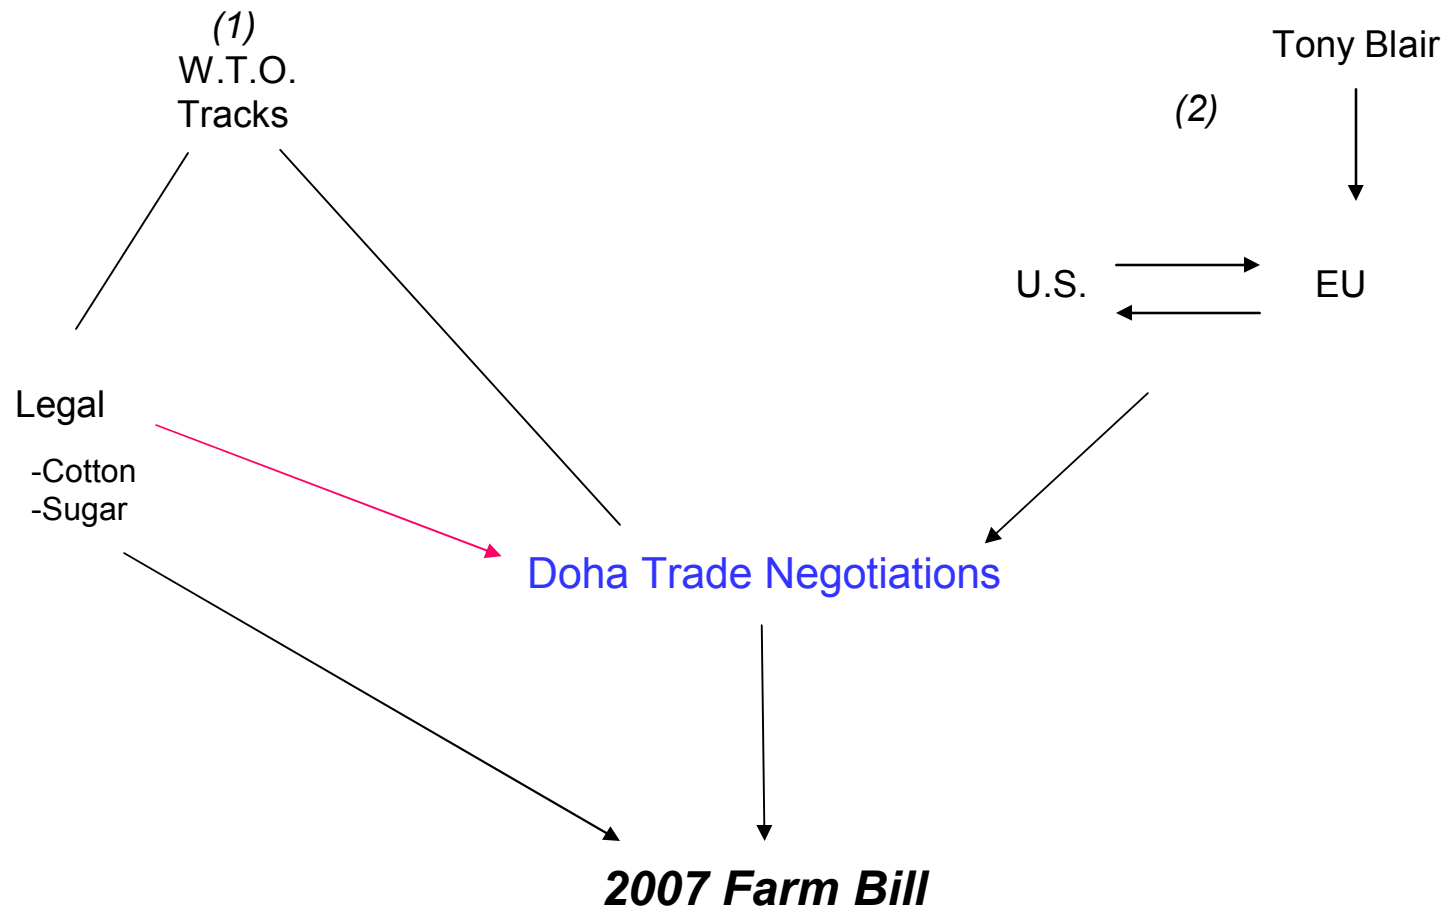 (1)
W.T.O.
Tracks
Tony Blair
(2)
U.S.
EU
Legal
-Cotton
-Sugar
Doha Trade Negotiations
2007 Farm Bill